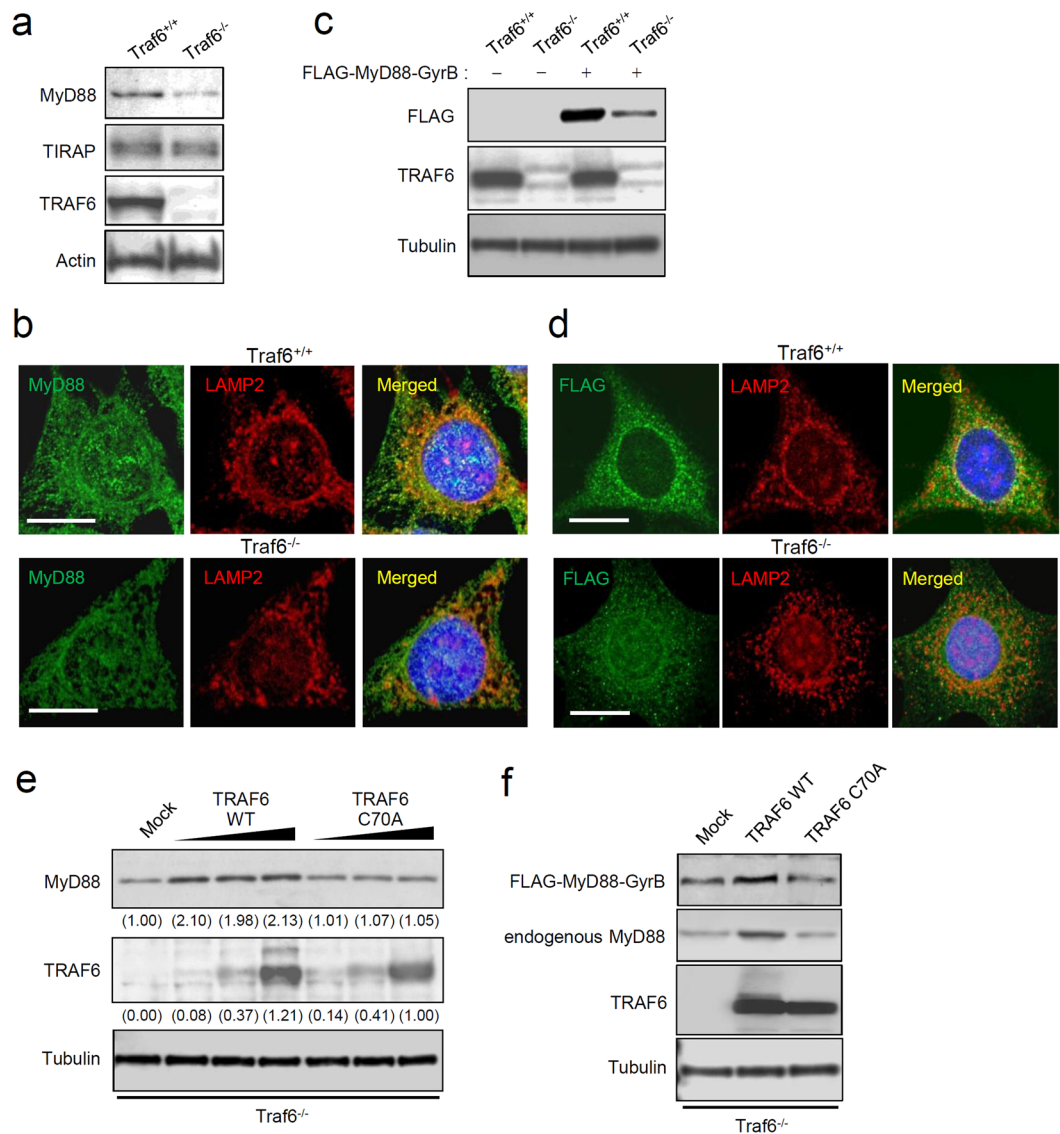 a
Traf6+/+ Traf6-/-
MyD88
TIRAP
TRAF6
Actin
c
Traf6+/+ Traf6-/- Traf6+/+ Traf6-/-
FLAG-MyD88-GyrB : – – + +
FLAG
TRAF6
Tubulin
b
Traf6+/+
MyD88 LAMP2 Merged
Traf6-/-
MyD88 LAMP2 Merged
d
Traf6+/+
FLAG LAMP2 Merged
Traf6-/-
FLAG LAMP2 Merged
e
Mock TRAF6 WT TRAF6 C70A
MyD88
(1.00) (2.10) (1.98) (2.13) (1.01) (1.07) (1.05)
TRAF6
(0.00) (0.08) (0.37) (1.21) (0.14) (0.41) (1.00)
Tubulin
Traf6-/-
f
Mock TRAF6 WT TRAF6 C70A
FLAG-MyD88-GyrB
endogenous MyD88
TRAF6
Tubulin
Traf6-/-